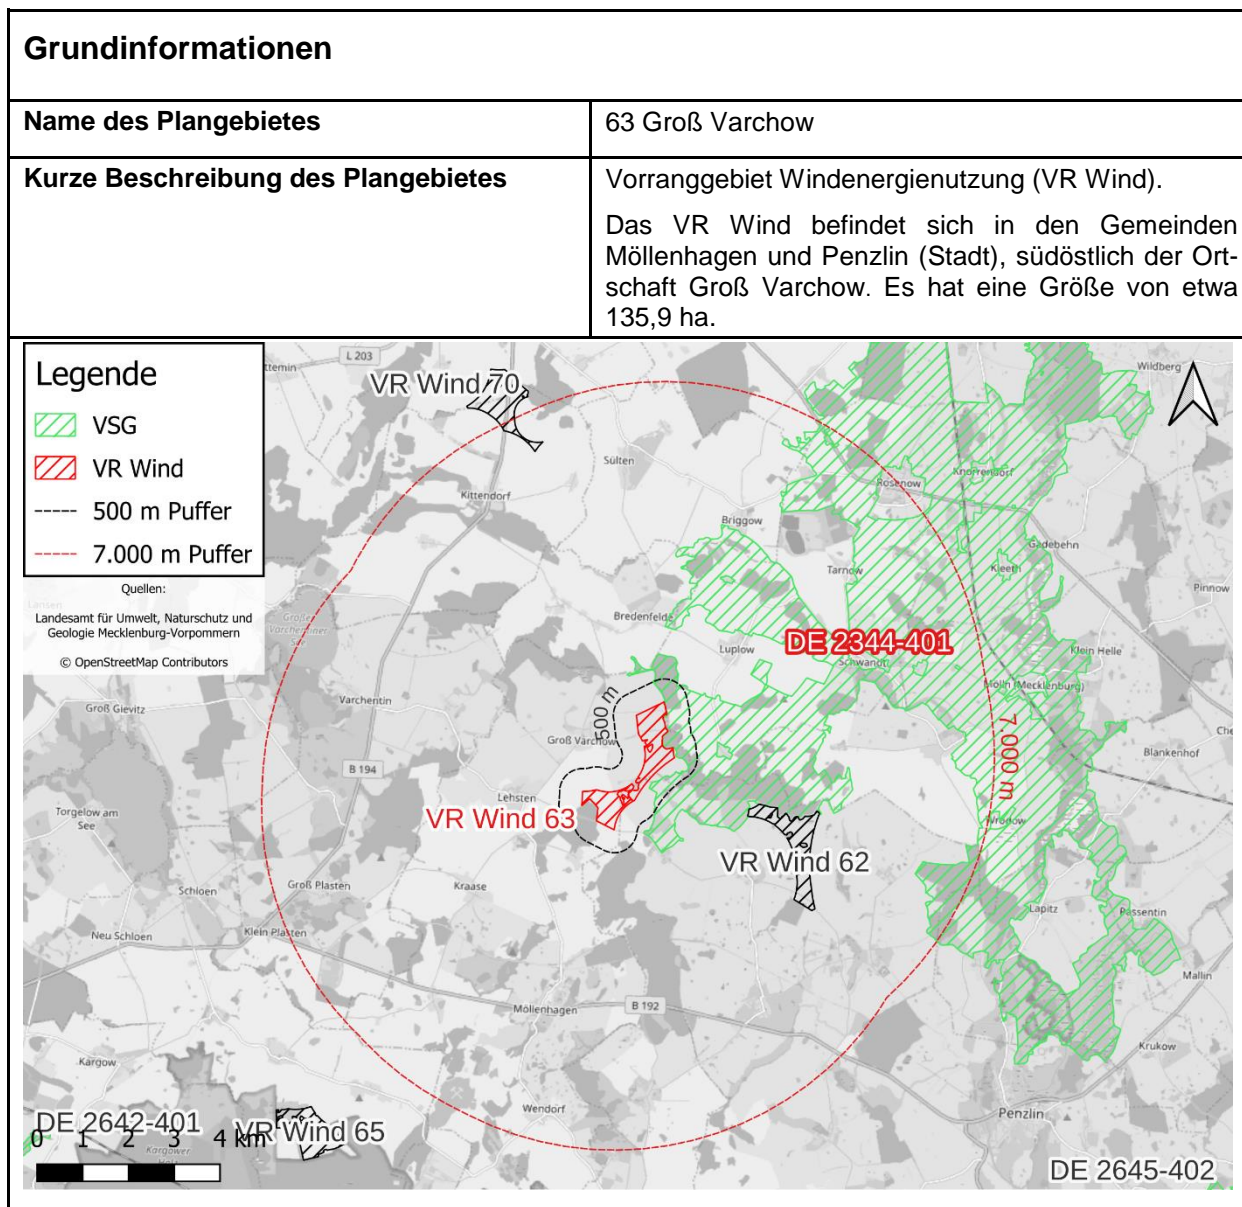 Grundinformationen
Name des Plangebietes
63 Groß Varchow
Kurze Beschreibung des Plangebietes
Vorranggebiet Windenergienutzung (VR Wind).
Das VR Wind befindet sich in den Gemeinden
Möllenhagen und Penzlin (Stadt), südöstlich der Ort-
schaft Groß Varchow. Es hat eine Größe von etwa
135,9 ha.
Legende
VSG
VR Wind
500 m Puffer
7.000 m Puffer
Quellen:
Landesamt für Umwelt, Naturschutz und
Geologie Mecklenburg-Vorpommern
© OpenStreetMap Contributors
L 203
VR Wind 70
Wildberg
Sülten
Kittendorf
Rosenow
Knorrendorf
Briggow
Gädebehn
Tarnow
Kleeth
Pinnow
Bredenfelde
Luplow
DE 2344-401
Schwandt
Klein Helle
Mölln (Mecklenburg)
Groß Gievitz
Varchentin
500 m
Groß Varchow
7.000 m
Blankenhof
B 194
Lehsten
VR Wind 63
Torgelow am
See
Wrodow
VR Wind 62
Schloen
Groß Plasten
Kraase
Lapitz
Passentin
Neu Schloen
Klein Plasten
Mallin
Möllenhagen
B 192
Krukow
Kargow
Wendorf
Penzlin
DE 2642-401
VR Wind 65
0 1 2 3 4 km
Kargower
DE 2645-402